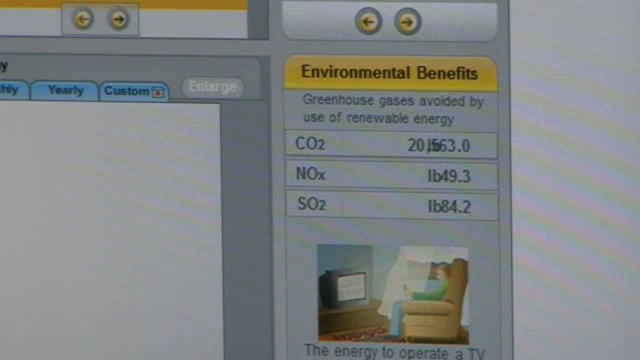 Yearly
Custom
Enlarge
Environmental Benefits
Greenhouse gases avoided by
use of renewable energy
CO2
NOx lb49.3
SO2 lb84.2
The energy to operate a TV